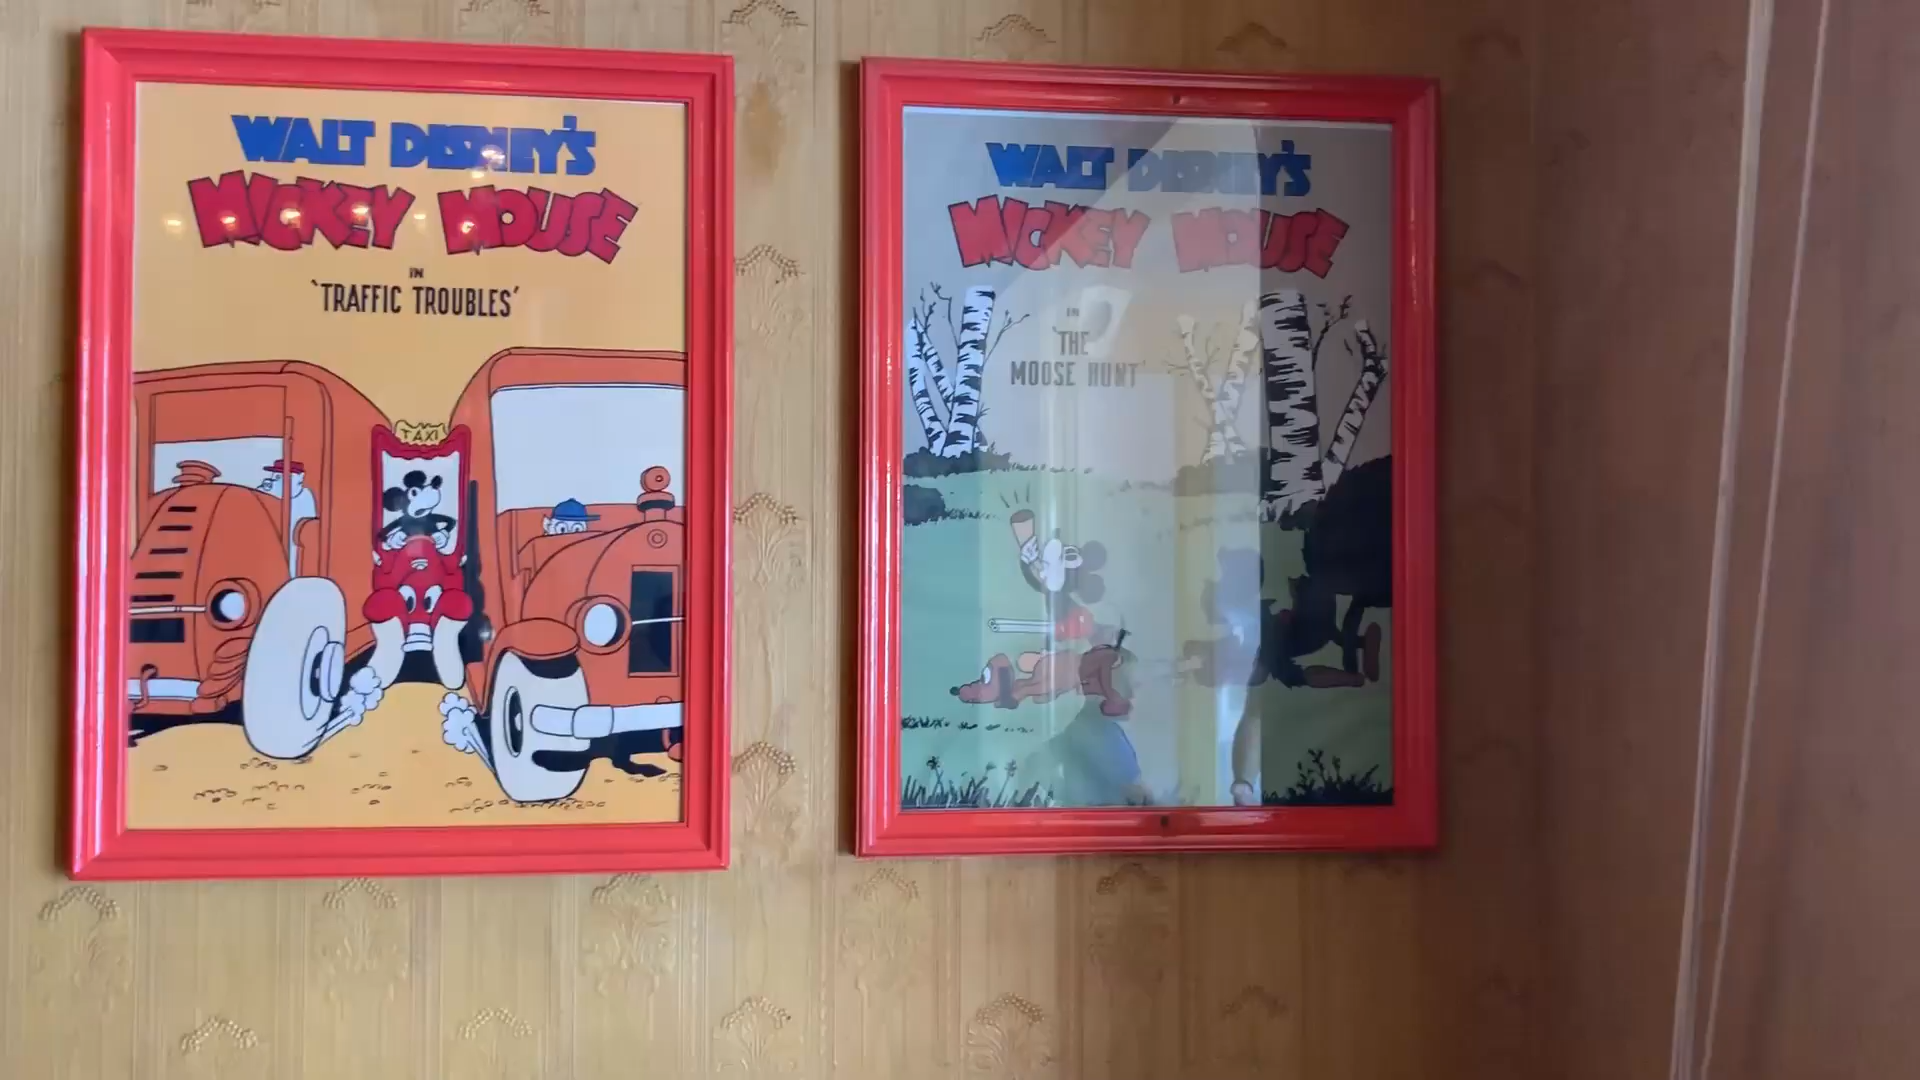 WALT DISNEY'S
MICKEY MOUSE
IN
'TRAFFIC TROUBLES'
TAXI
WALT DISNEY'S
MICKEY MOUSE
IN
'THE
MOOSE HUNT'